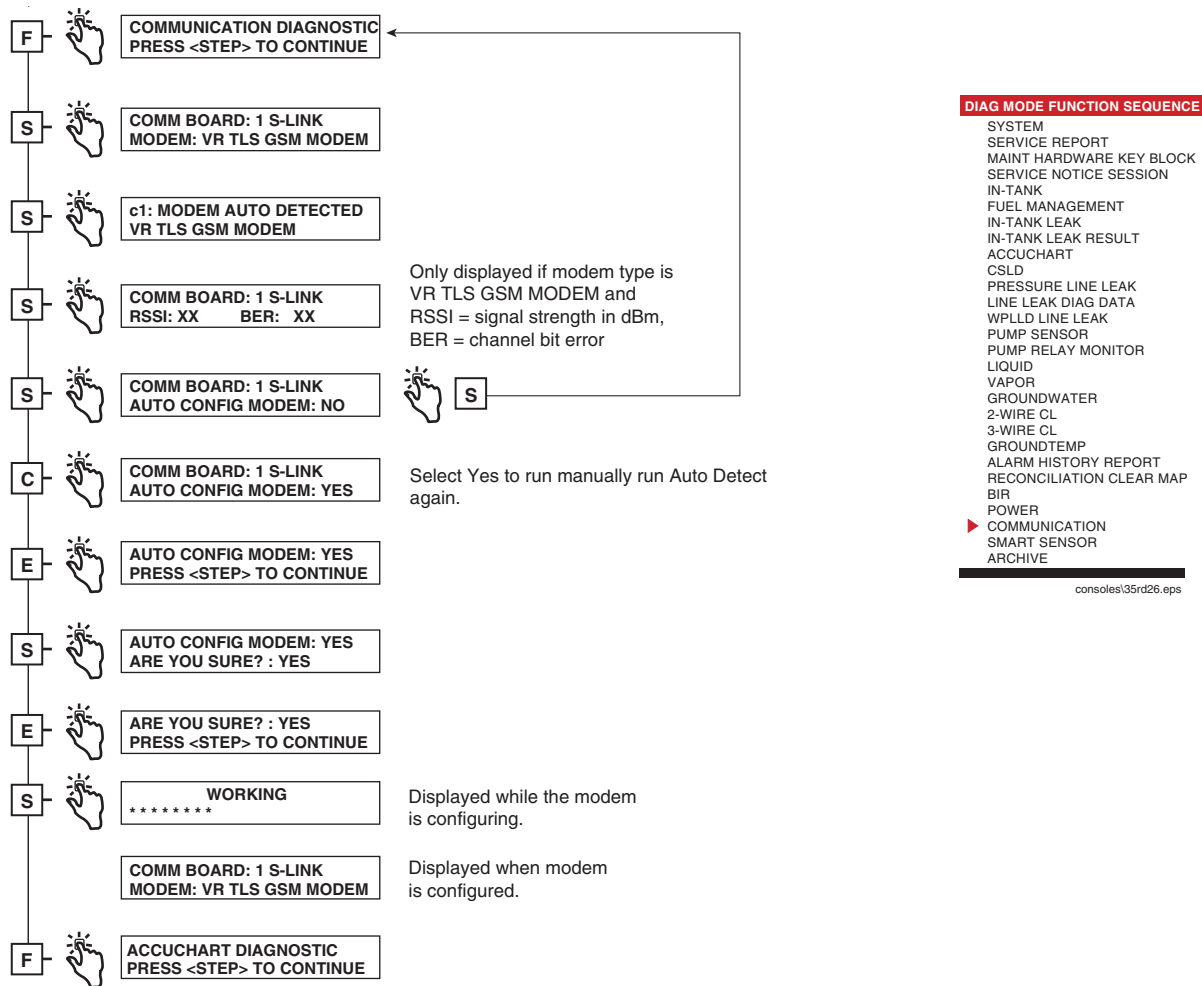 F
COMMUNICATION DIAGNOSTIC
PRESS <STEP> TO CONTINUE
S
COMM BOARD: 1 S-LINK
MODEM: VR TLS GSM MODEM
S
c1: MODEM AUTO DETECTED
VR TLS GSM MODEM
S
COMM BOARD: 1 S-LINK
RSSI: XX BER: XX
Only displayed if modem type is
VR TLS GSM MODEM and
RSSI = signal strength in dBm,
BER = channel bit error
S
COMM BOARD: 1 S-LINK
AUTO CONFIG MODEM: NO
S
C
COMM BOARD: 1 S-LINK
AUTO CONFIG MODEM: YES
Select Yes to run manually run Auto Detect
again.
E
AUTO CONFIG MODEM: YES
PRESS <STEP> TO CONTINUE
S
AUTO CONFIG MODEM: YES
ARE YOU SURE? : YES
E
ARE YOU SURE? : YES
PRESS <STEP> TO CONTINUE
S
WORKING
* * * * * * * *
Displayed while the modem
is configuring.
COMM BOARD: 1 S-LINK
MODEM: VR TLS GSM MODEM
Displayed when modem
is configured.
F
ACCUCHART DIAGNOSTIC
PRESS <STEP> TO CONTINUE
DIAG MODE FUNCTION SEQUENCE
SYSTEM
SERVICE REPORT
MAINT HARDWARE KEY BLOCK
SERVICE NOTICE SESSION
IN-TANK
FUEL MANAGEMENT
IN-TANK LEAK
IN-TANK LEAK RESULT
ACCUCHART
CSLD
PRESSURE LINE LEAK
LINE LEAK DIAG DATA
WPLLD LINE LEAK
PUMP SENSOR
PUMP RELAY MONITOR
LIQUID
VAPOR
GROUNDWATER
2-WIRE CL
3-WIRE CL
GROUNDTEMP
ALARM HISTORY REPORT
RECONCILIATION CLEAR MAP
BIR
POWER
COMMUNICATION
SMART SENSOR
ARCHIVE
consoles\35rd26.eps